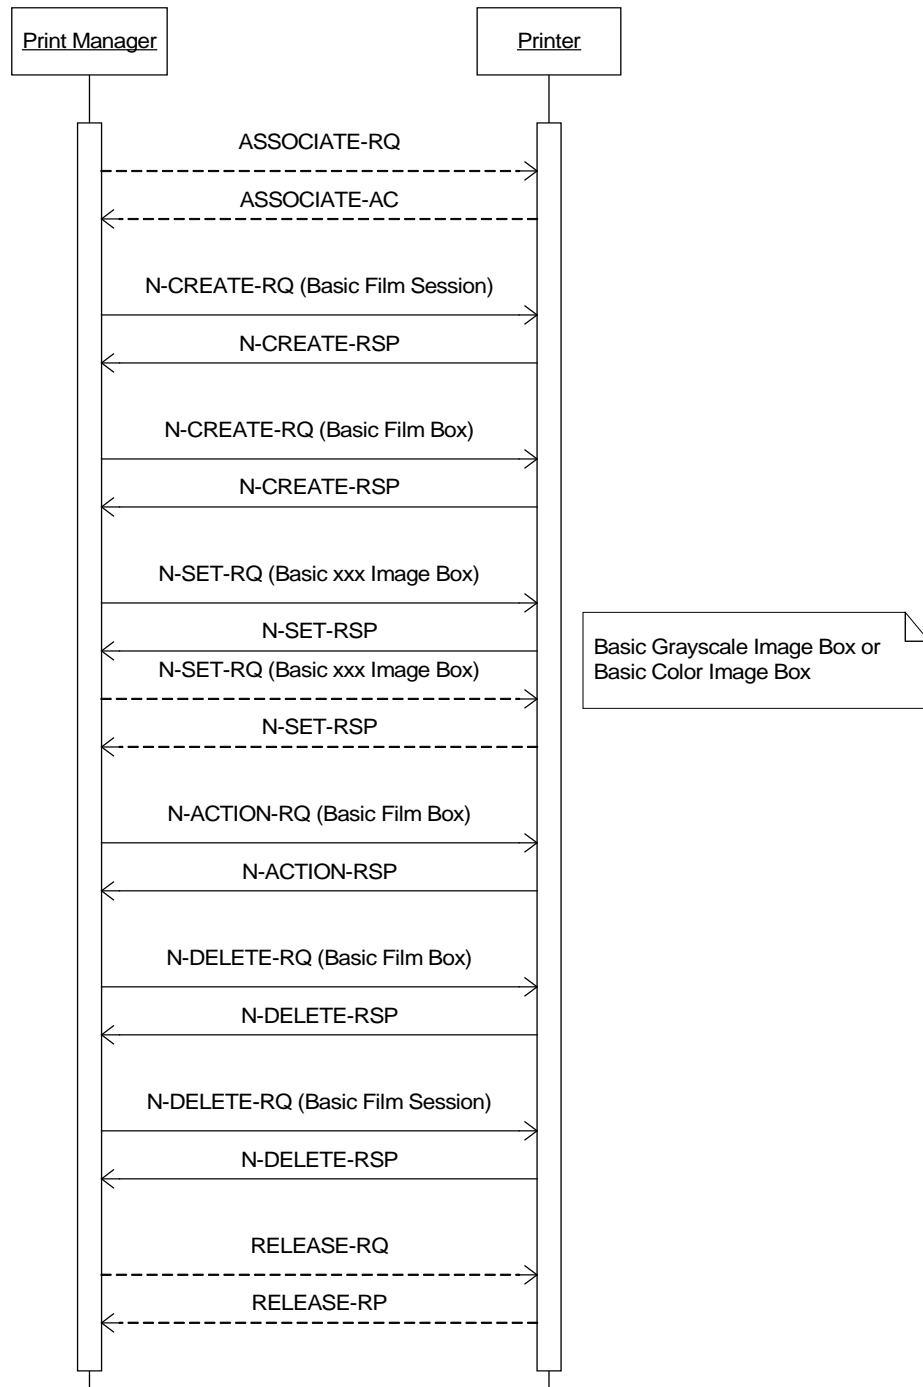 Print Manager
Printer
ASSOCIATE-RQ
ASSOCIATE-AC
N-CREATE-RQ (Basic Film Session)
N-CREATE-RSP
N-CREATE-RQ (Basic Film Box)
N-CREATE-RSP
N-SET-RQ (Basic xxx Image Box)
N-SET-RSP
Basic Grayscale Image Box or
Basic Color Image Box
N-SET-RQ (Basic xxx Image Box)
N-SET-RSP
N-ACTION-RQ (Basic Film Box)
N-ACTION-RSP
N-DELETE-RQ (Basic Film Box)
N-DELETE-RSP
N-DELETE-RQ (Basic Film Session)
N-DELETE-RSP
RELEASE-RQ
RELEASE-RP